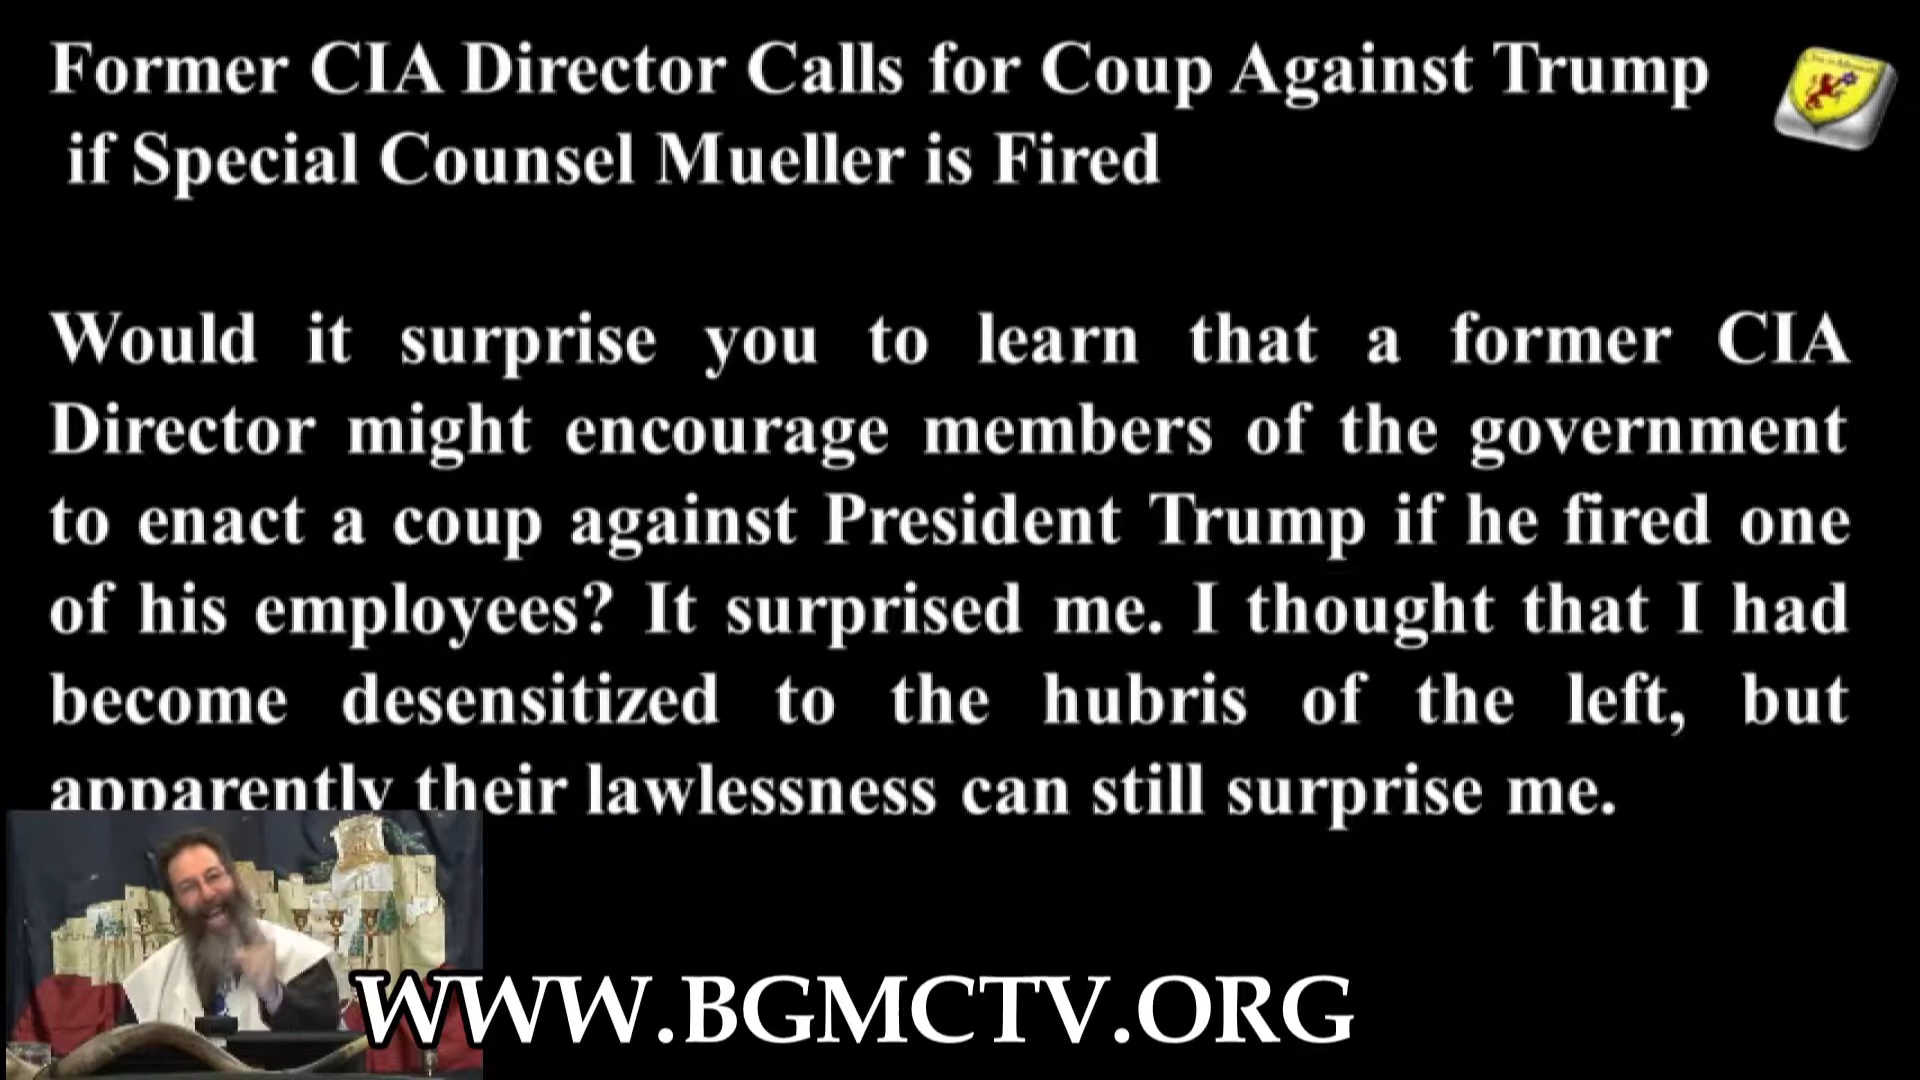 Former CIA Director Calls for Coup Against Trump
if Special Counsel Mueller is Fired
Would it surprise you to learn that a former CIA
Director might encourage members of the government
to enact a coup against President Trump if he fired one
of his employees? It surprised me. I thought that I had
become desensitized to the hubris of the left, but
apparently their lawlessness can still surprise me.
WWW.BGMCTV.ORG